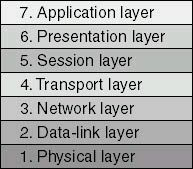 7. Application layer
6. Presentation layer
5. Session layer
4. Transport layer
3. Network layer
2. Data-link layer
1. Physical layer